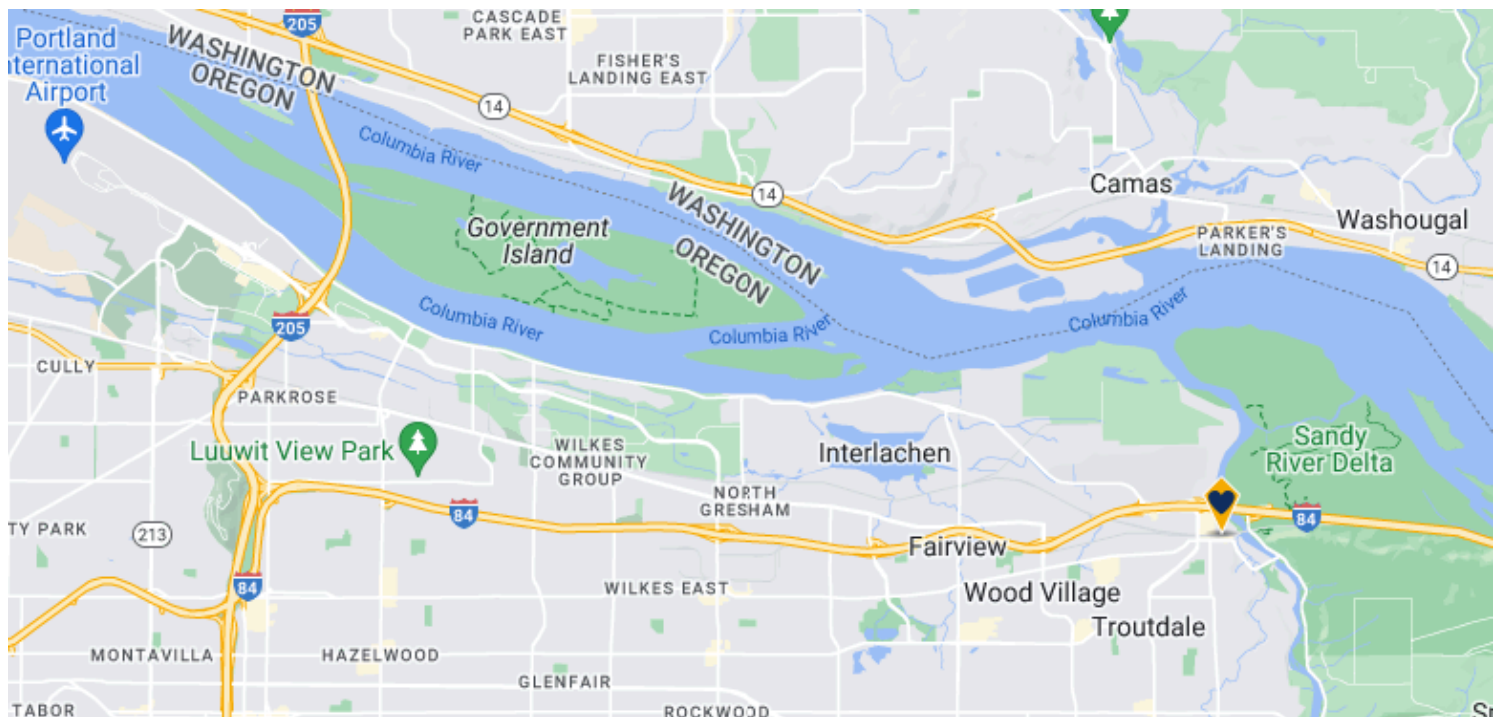 205
CASCADE
PARK EAST
Portland
nternational
Airport
WASHINGTON
OREGON
FISHER'S
LANDING EAST
14
Columbia River
14
WASHINGTON
OREGON
Camas
Washougal
PARKER'S
LANDING
14
Government
Island
Columbia River
Columbia River
Columbia River
205
CULLY
PARKROSE
Luuwit View Park
WILKES
COMMUNITY
GROUP
Interlachen
Sandy
River Delta
NORTH
GRESHAM
84
84
TY PARK
213
Fairview
84
WILKES EAST
Wood Village
Troutdale
MONTAVILLA
HAZELWOOD
GLENFAIR
TABOR
ROCKWOOD